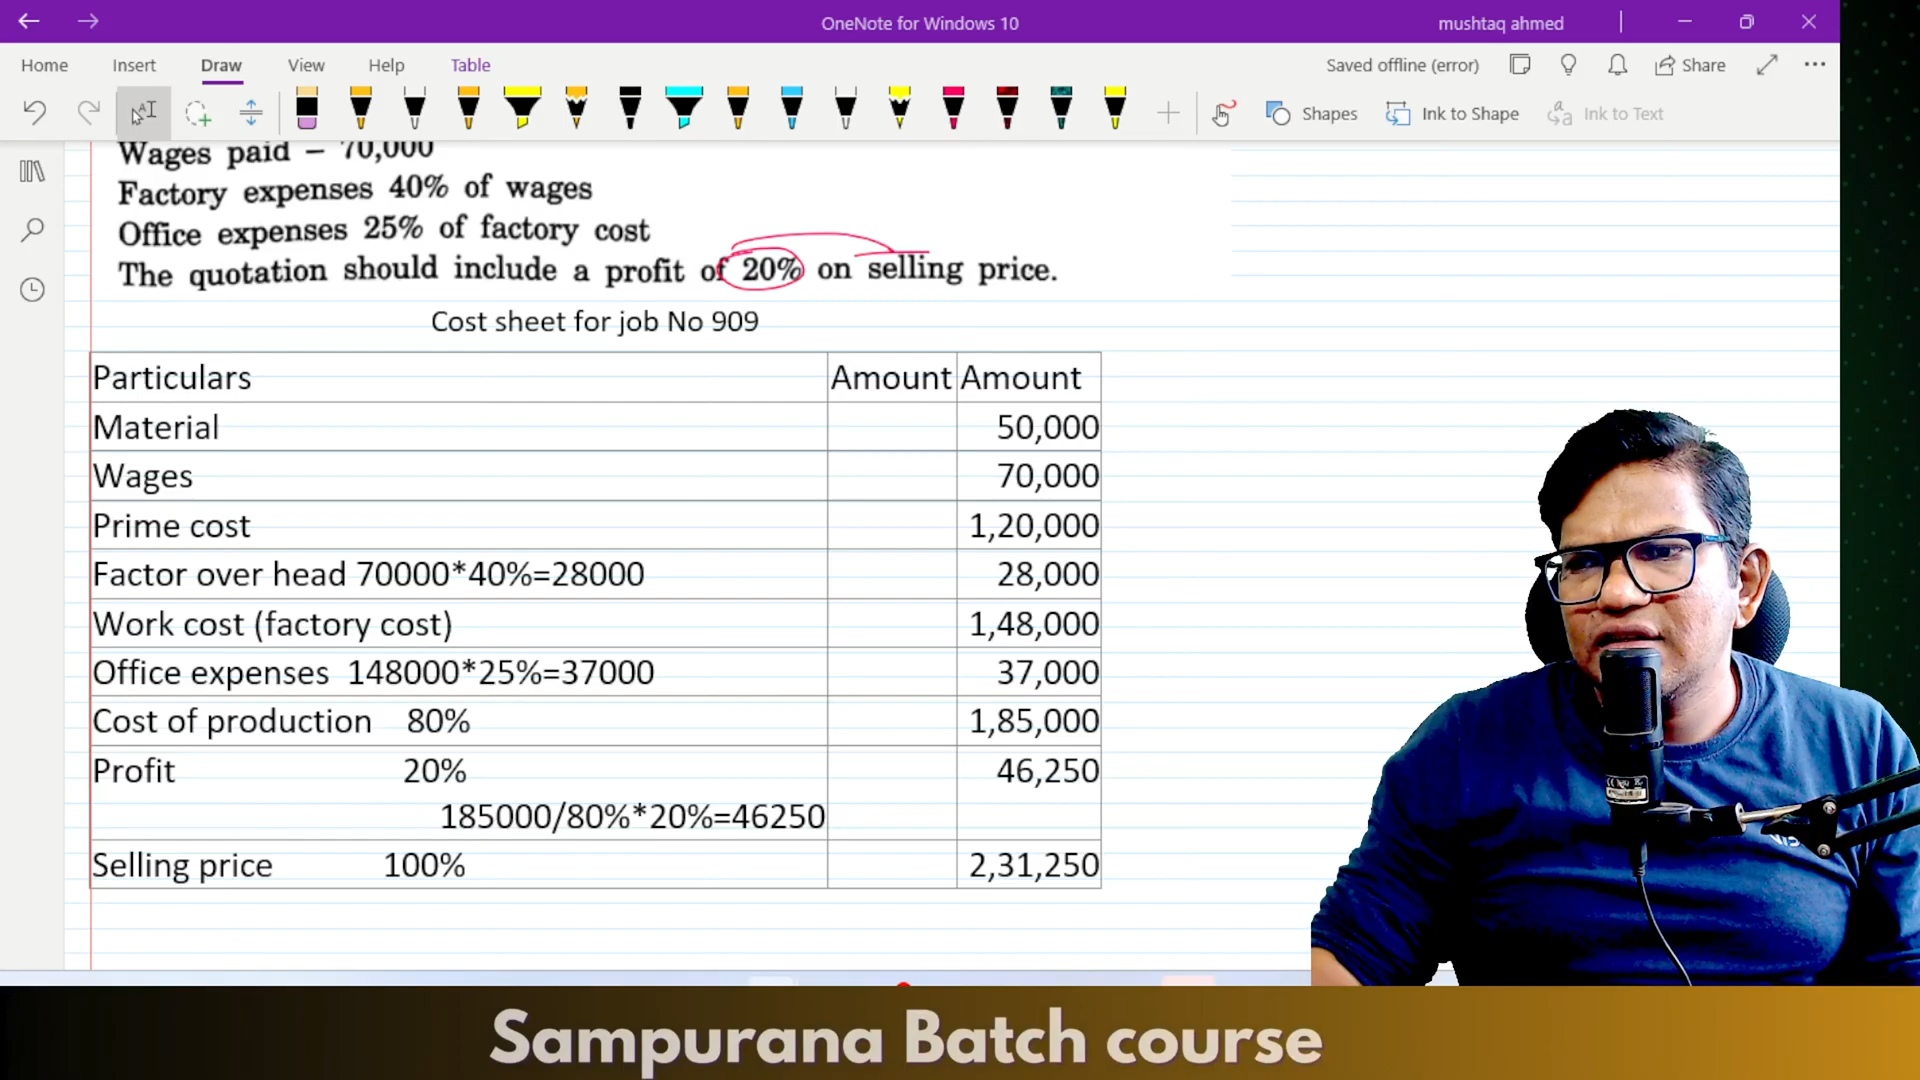 OneNote for Windows 10
mushtaq ahmed
Home Insert Draw View Help Table
Saved offline (error) Share
Shapes Ink to Shape Ink to Text
Wages paid – 70,000
Factory expenses 40% of wages
Office expenses 25% of factory cost
The quotation should include a profit of 20% on selling price.
Cost sheet for job No 909
Particulars Amount Amount
Material 50,000
Wages 70,000
Prime cost 1,20,000
Factor over head 70000*40%=28000 28,000
Work cost (factory cost) 1,48,000
Office expenses 148000*25%=37000 37,000
Cost of production 80% 1,85,000
Profit 20% 46,250
185000/80%*20%=46250
Selling price 100% 2,31,250
Sampurana Batch course